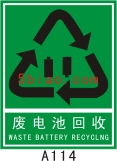 废电池回收
WASTE BATTERY RECYCLNG
A114